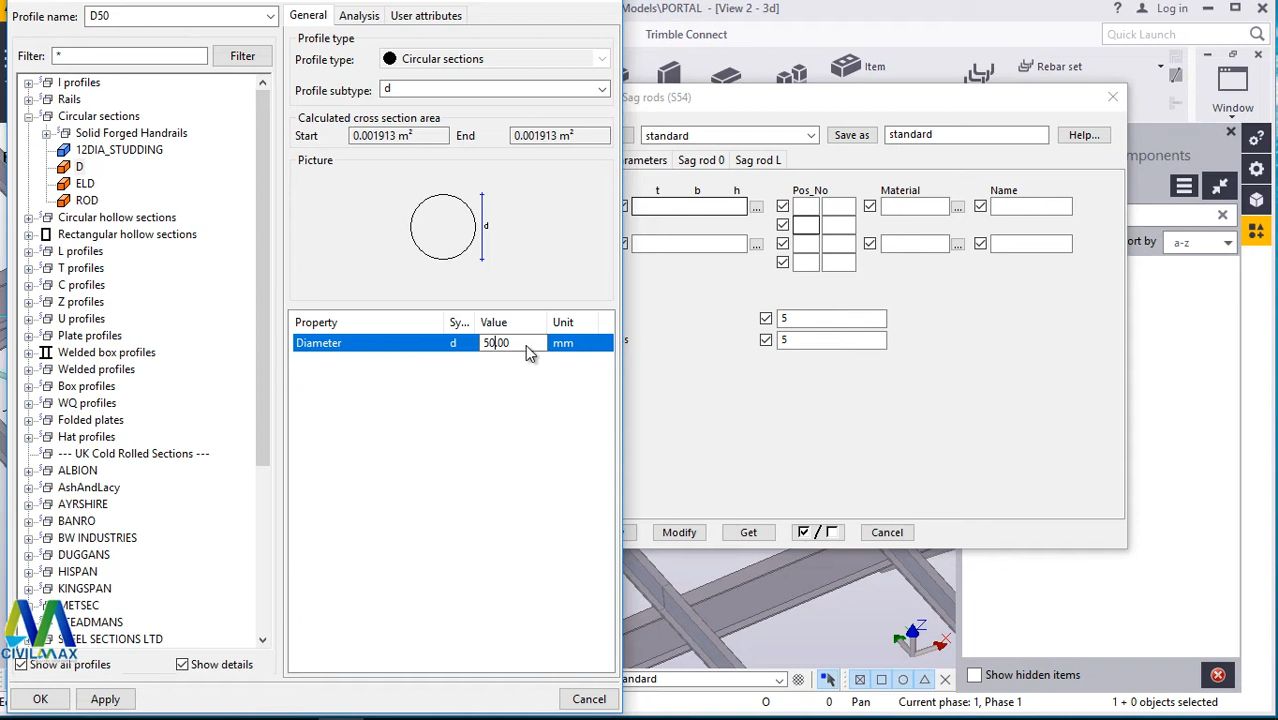 Profile name: D50
General Analysis User attributes
Models\PORTAL - [View 2 - 3d]
Log in
Trimble Connect
Quick Launch
Filter: * Filter
Profile type
Profile type: Circular sections
Profile subtype: d
Calculated cross section area
Start 0.001913 m² End 0.001913 m²
Picture
d
Property Sy... Value Unit
Diameter d 50.00 mm
I profiles
Rails
Circular sections
Solid Forged Handrails
12DIA_STUDDING
D
ELD
ROD
Circular hollow sections
Rectangular hollow sections
L profiles
T profiles
C profiles
Z profiles
U profiles
Plate profiles
Welded box profiles
Welded profiles
Box profiles
WQ profiles
Folded plates
Hat profiles
--- UK Cold Rolled Sections ---
ALBION
AshAndLacy
AYRSHIRE
BANRO
BW INDUSTRIES
DUGGANS
HISPAN
KINGSPAN
METSEC
STEADMANS
STEEL SECTIONS LTD
CIVILMAX
Show all profiles Show details
OK Apply Cancel
Item
Rebar set
Window
Sag rods (S54)
standard Save as standard Help...
Sag rod 0 Sag rod L
t b h Pos_No Material Name
... ...
... ...
5
5
Modify Get / Cancel
a-z
Show hidden items
Z
X
O 0 Pan Current phase: 1, Phase 1 1 + 0 objects selected